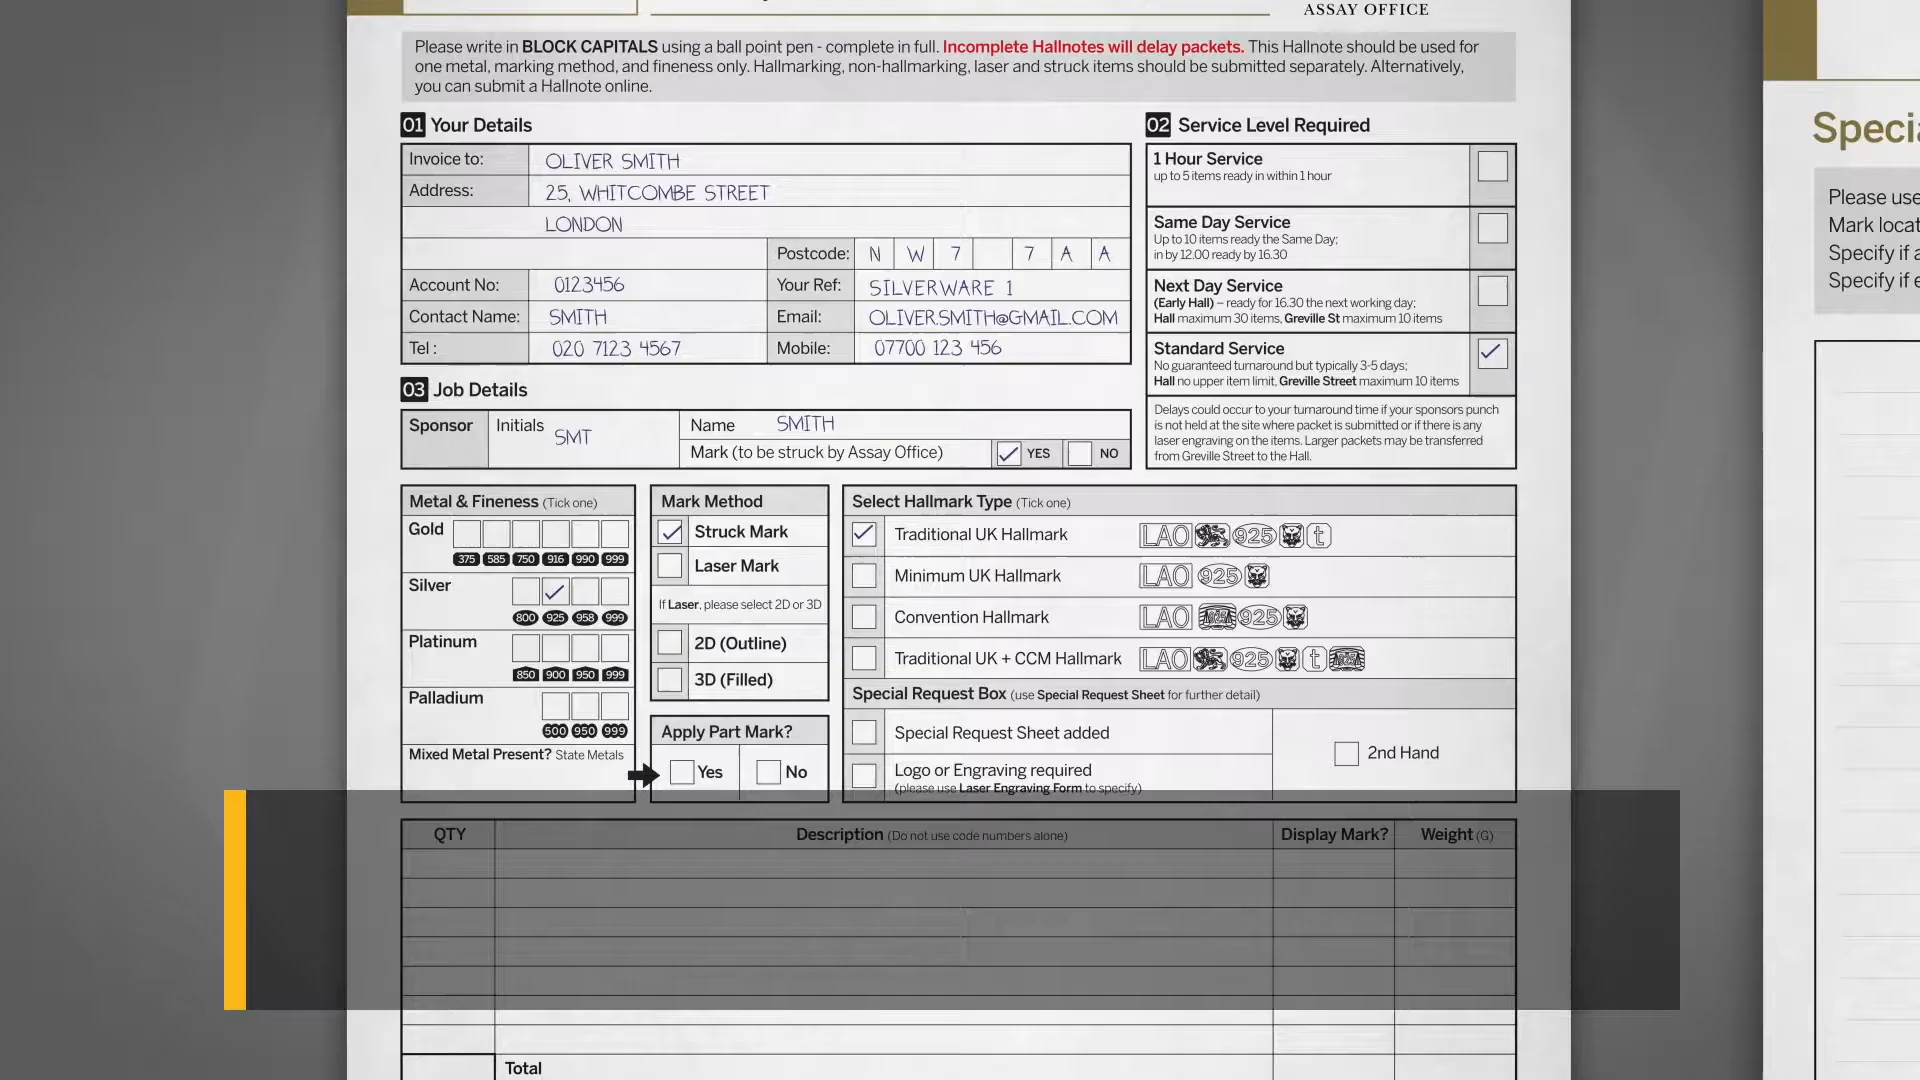 ASSAY OFFICE
Please write in BLOCK CAPITALS using a ball point pen - complete in full. Incomplete Hallnotes will delay packets. This Hallnote should be used for
one metal, marking method, and fineness only. Hallmarking, non-hallmarking, laser and struck items should be submitted separately. Alternatively,
you can submit a Hallnote online.
01 Your Details
Invoice to: OLIVER SMITH
Address: 25, WHITCOMBE STREET
LONDON
Postcode: N W 7 7 A A
Account No: 0123456 Your Ref: SILVERWARE 1
Contact Name: SMITH Email: OLIVER.SMITH@GMAIL.COM
Tel : 020 7123 4567 Mobile: 07700 123 456
02 Service Level Required
1 Hour Service
up to 5 items ready in within 1 hour
Same Day Service
Up to 10 items ready the Same Day;
in by 12.00 ready by 16.30
Next Day Service
(Early Hall) – ready for 16.30 the next working day;
Hall maximum 30 items, Greville St maximum 10 items
Standard Service
No guaranteed turnaround but typically 3-5 days;
Hall no upper item limit, Greville Street maximum 10 items
Delays could occur to your turnaround time if your sponsors punch
is not held at the site where packet is submitted or if there is any
laser engraving on the items. Larger packets may be transferred
from Greville Street to the Hall.
03 Job Details
Sponsor Initials SMT Name SMITH
Mark (to be struck by Assay Office) YES NO
Metal & Fineness (Tick one)
Gold
375 585 750 916 990 999
Silver
800 925 958 999
Platinum
850 900 950 999
Palladium
500 950 999
Mixed Metal Present? State Metals
Mark Method
Struck Mark
Laser Mark
If Laser, please select 2D or 3D
2D (Outline)
3D (Filled)
Apply Part Mark?
Yes No
Select Hallmark Type (Tick one)
Traditional UK Hallmark LAO 925 t
Minimum UK Hallmark LAO 925
Convention Hallmark LAO 925 925
Traditional UK + CCM Hallmark LAO 925 t 925
Special Request Box (use Special Request Sheet for further detail)
Special Request Sheet added
Logo or Engraving required
(please use Laser Engraving Form to specify)
2nd Hand
QTY Description (Do not use code numbers alone) Display Mark? Weight (G)
Total
Please use
Specify if
Specify if